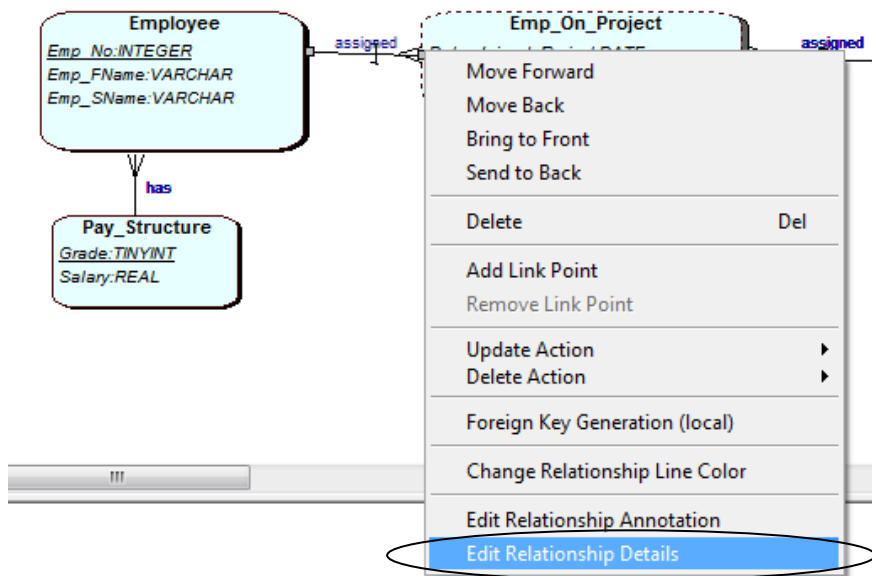 Employee
Emp_No:INTEGER
Emp_FName:VARCHAR
Emp_SName:VARCHAR
assigned
Emp_On_Project
assigned
has
Pay_Structure
Grade:TINYINT
Salary:REAL
Move Forward
Move Back
Bring to Front
Send to Back
Delete Del
Add Link Point
Remove Link Point
Update Action
Delete Action
Foreign Key Generation (local)
Change Relationship Line Color
Edit Relationship Annotation
Edit Relationship Details